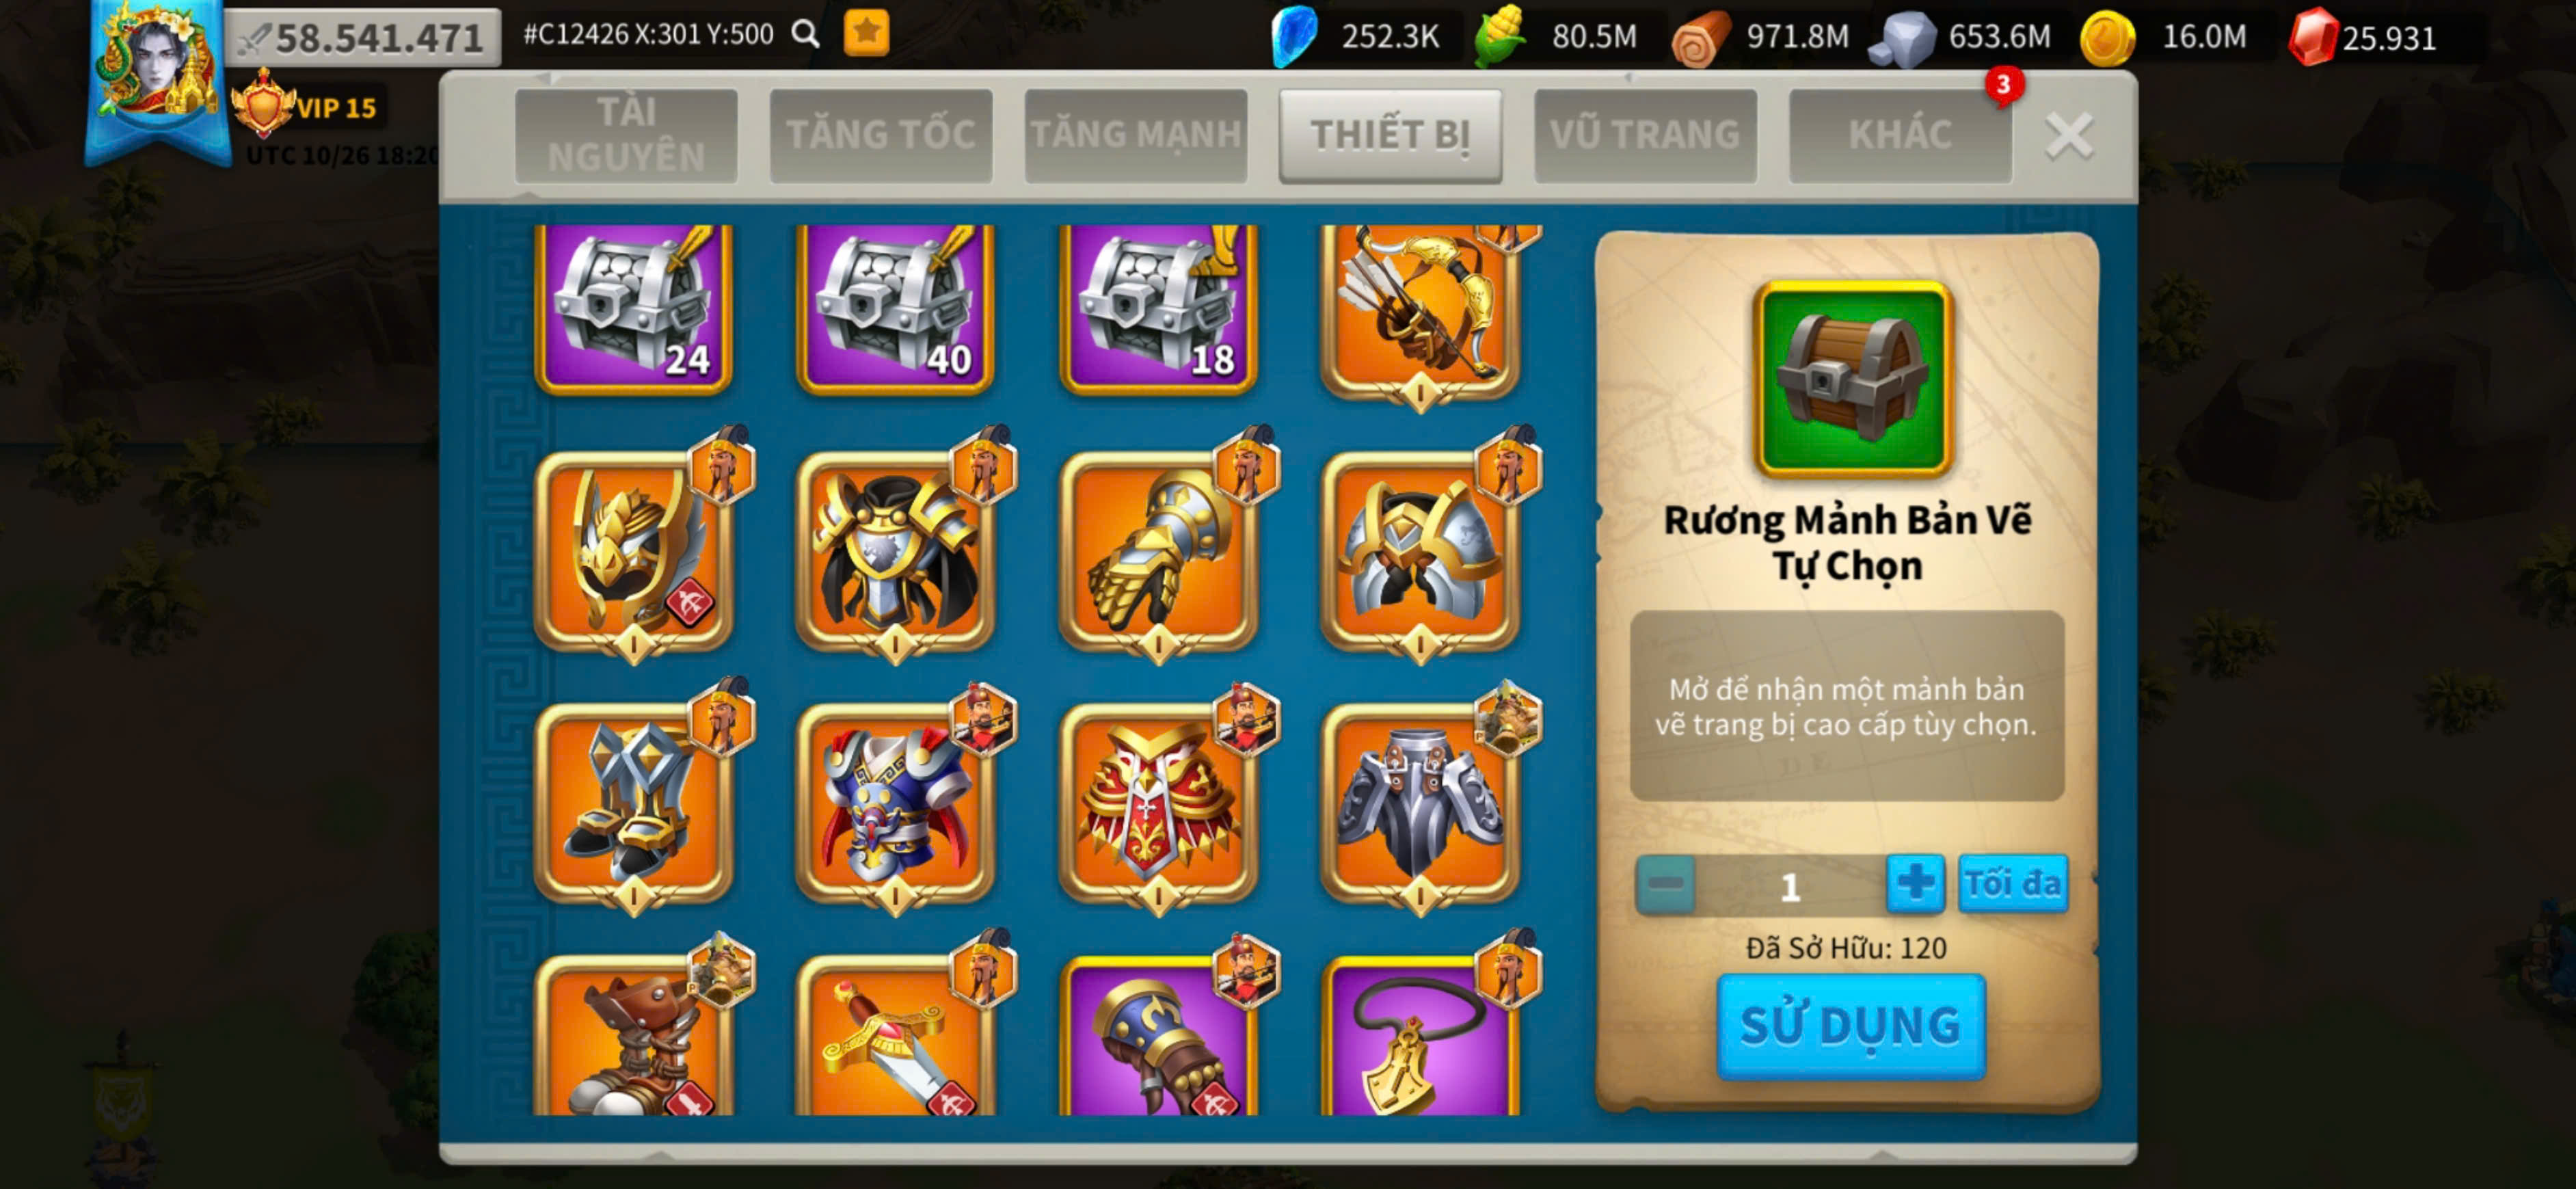 58.541.471
#C12426 X:301 Y:500
252.3K
80.5M
971.8M
653.6M
16.0M
25.931
VIP 15
UTC 10/26 18:20
TÀI
NGUYÊN
TĂNG TỐC
TĂNG MẠNH
THIẾT BỊ
VŨ TRANG
KHÁC
3
24
40
18
I
I
I
I
I
I
I
I
I
Rương Mảnh Bản Vẽ
Tự Chọn
Mở để nhận một mảnh bản
vẽ trang bị cao cấp tùy chọn.
1
Tối đa
Đã Sở Hữu: 120
SỬ DỤNG